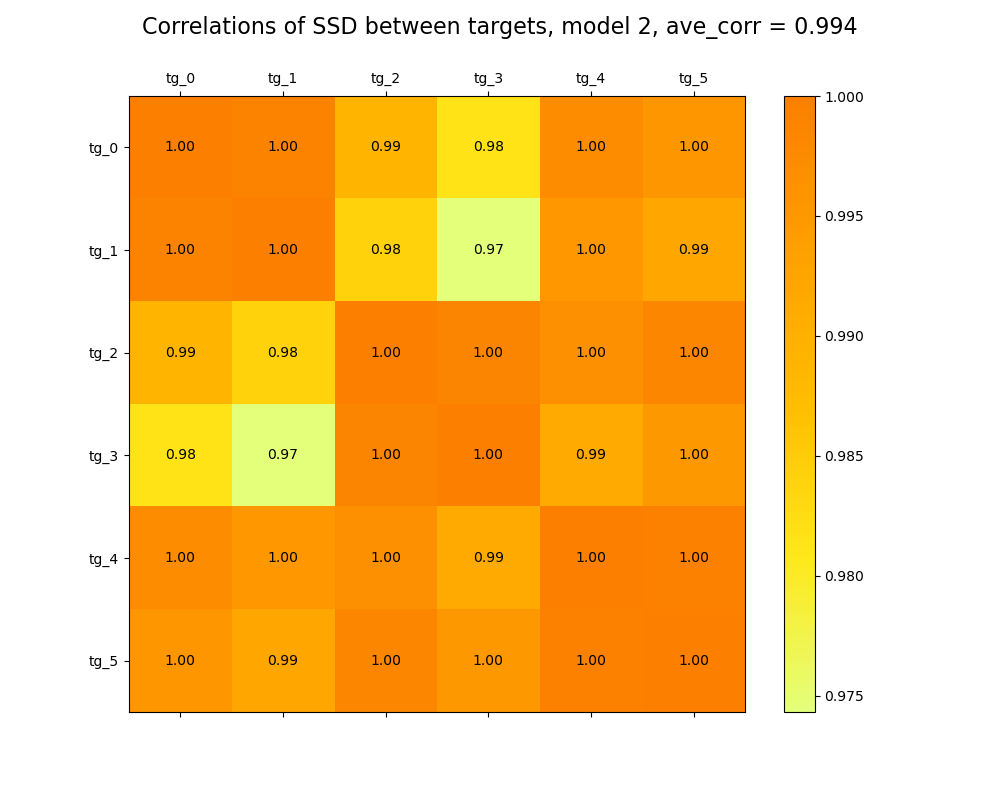 Correlations of SSD between targets, model 2, ave_corr = 0.994
tg_0 tg_1 tg_2 tg_3 tg_4 tg_5
tg_0 1.00 1.00 0.99 0.98 1.00 1.00
tg_1 1.00 1.00 0.98 0.97 1.00 0.99
tg_2 0.99 0.98 1.00 1.00 1.00 1.00
tg_3 0.98 0.97 1.00 1.00 0.99 1.00
tg_4 1.00 1.00 1.00 0.99 1.00 1.00
tg_5 1.00 0.99 1.00 1.00 1.00 1.00
1.000
0.995
0.990
0.985
0.980
0.975